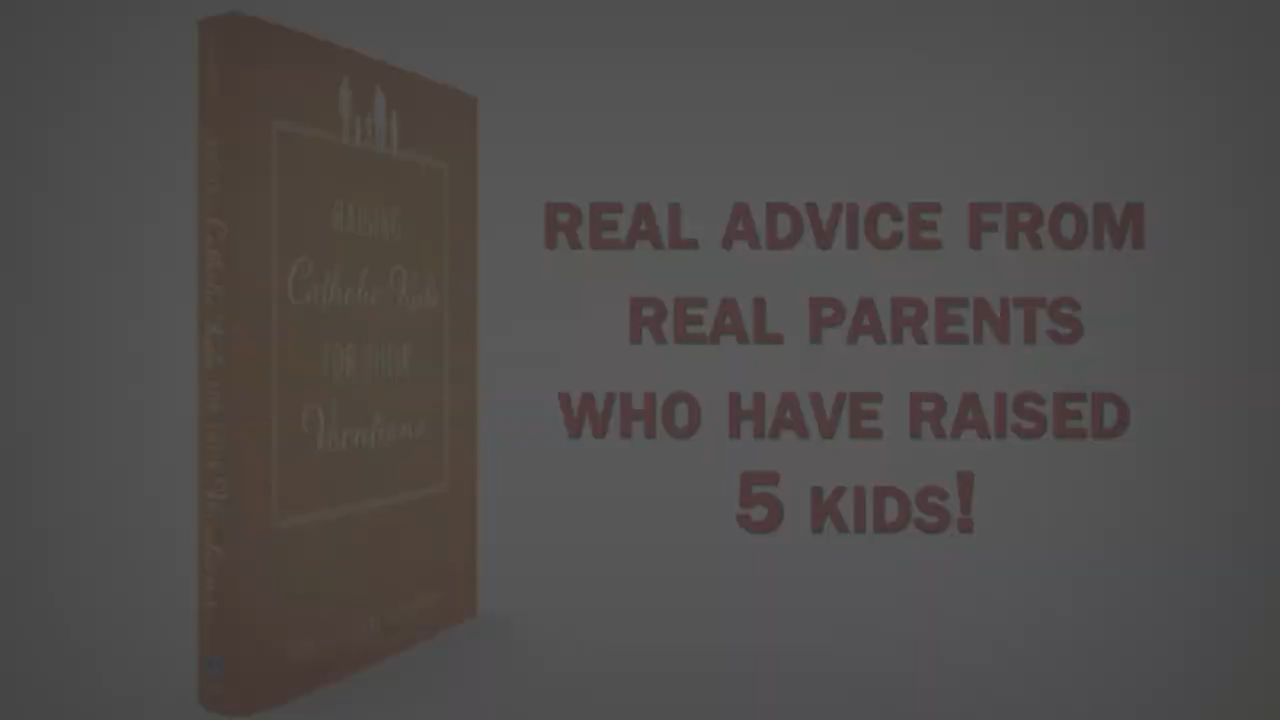 RAISING
Catholic Kids
FOR THEIR
Vocations
REAL ADVICE FROM
REAL PARENTS
WHO HAVE RAISED
5 KIDS!